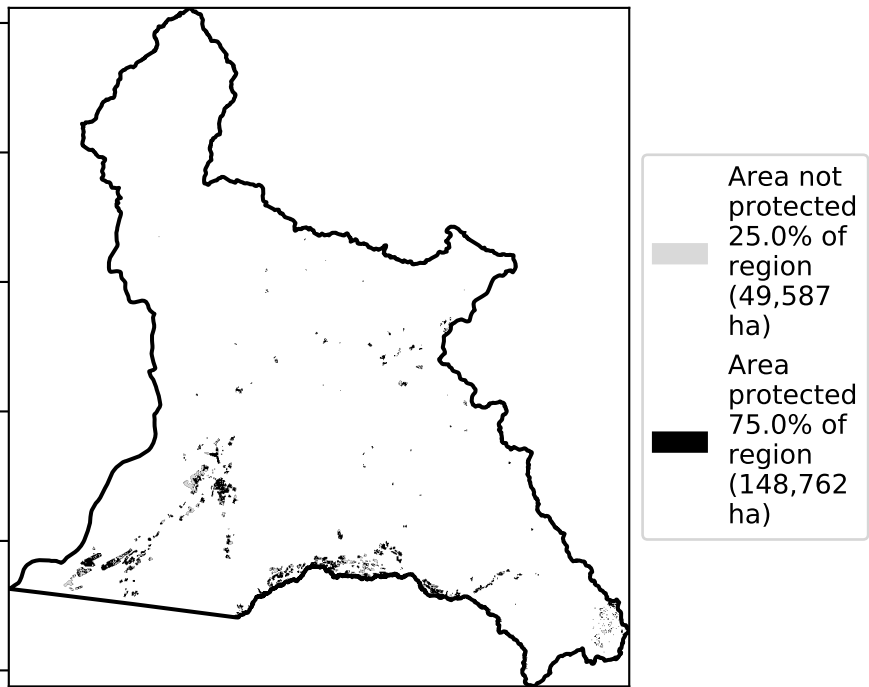 Area not
protected
25.0% of
region
(49,587
ha)
Area
protected
75.0% of
region
(148,762
ha)